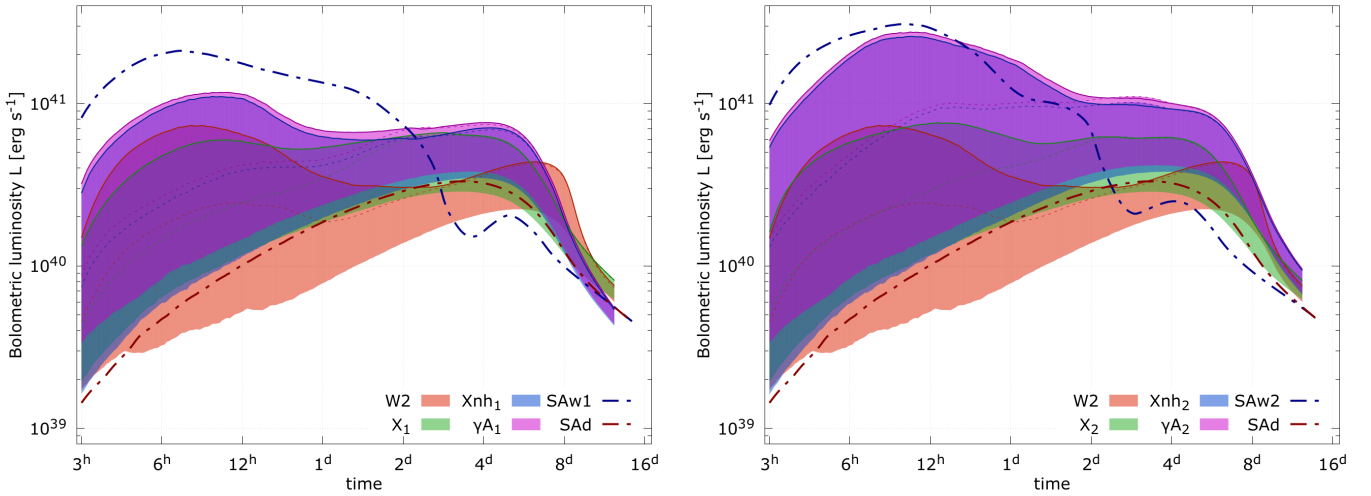 Bolometric luminosity L [erg s⁻¹]
10⁴¹
10⁴⁰
10³⁹
W2 Xnh₁ SAw1
X₁ γA₁ SAd
3ʰ 6ʰ 12ʰ 1ᵈ 2ᵈ 4ᵈ 8ᵈ 16ᵈ
time
Bolometric luminosity L [erg s⁻¹]
10⁴¹
10⁴⁰
10³⁹
W2 Xnh₂ SAw2
X₂ γA₂ SAd
3ʰ 6ʰ 12ʰ 1ᵈ 2ᵈ 4ᵈ 8ᵈ 16ᵈ
time